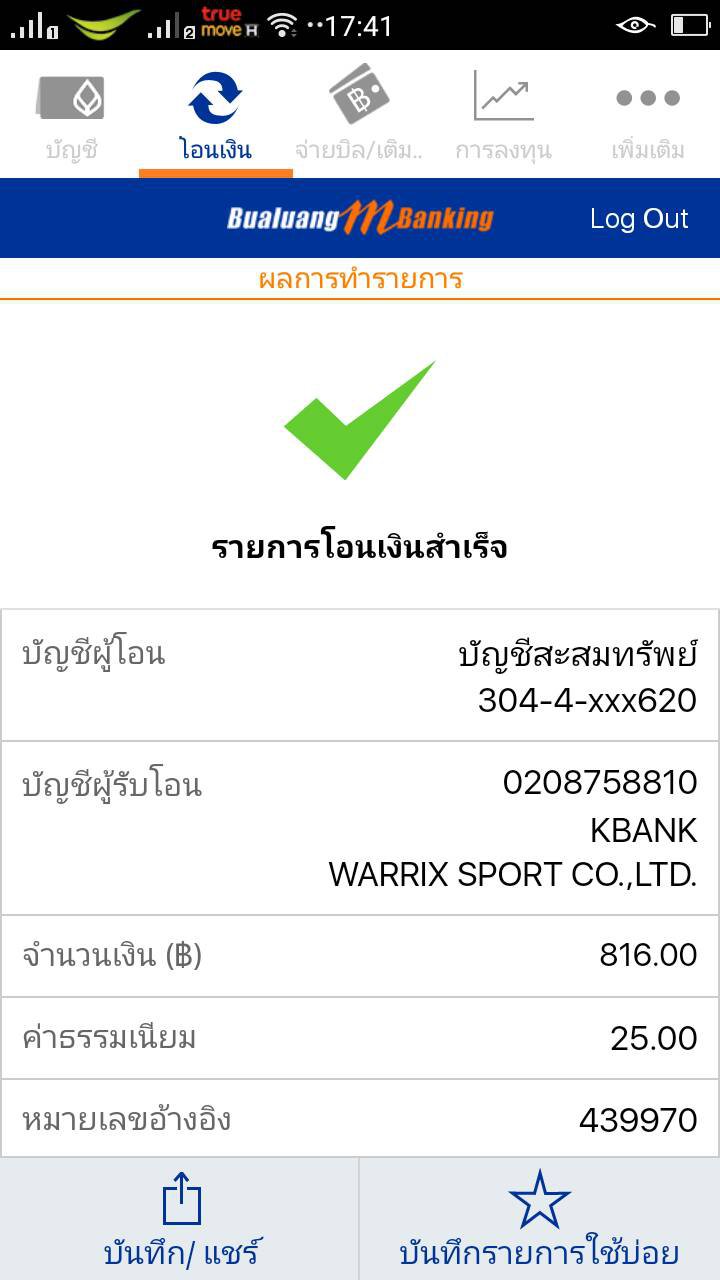 1
2
true
move H
17:41
บัญชี
โอนเงิน
จ่ายบิล/เติม..
การลงทุน
เพิ่มเติม
Bualuang mBanking
Log Out
ผลการทำรายการ
รายการโอนเงินสำเร็จ
บัญชีผู้โอน
บัญชีสะสมทรัพย์
304-4-xxx620
บัญชีผู้รับโอน
0208758810
KBANK
WARRIX SPORT CO.,LTD.
จำนวนเงิน (฿)
816.00
ค่าธรรมเนียม
25.00
หมายเลขอ้างอิง
439970
บันทึก/ แชร์
บันทึกรายการใช้บ่อย